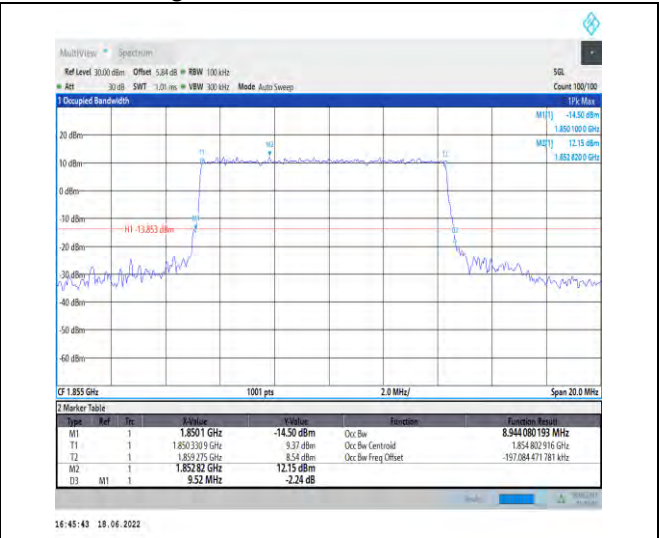 MultiView Spectrum
Ref Level 30.00 dBm Offset 5.84 dB RBW 100 kHz SGL
Att 30 dB SWT 1.01 ms VBW 300 kHz Mode Auto Sweep Count 100/100
1 Occupied Bandwidth 1Pk Max
M1[1] -14.50 dBm
1.850 100 0 GHz
M2[1] 12.15 dBm
1.852 820 0 GHz
20 dBm
T1 M2 T2
10 dBm
0 dBm
-10 dBm
M1
H1 -13.853 dBm
D3
-20 dBm
-30 dBm
-40 dBm
-50 dBm
-60 dBm
CF 1.855 GHz 1001 pts 2.0 MHz/ Span 20.0 MHz
2 Marker Table
Type Ref Trc X-Value Y-Value Function Function Result
M1 1 1.8501 GHz -14.50 dBm Occ Bw 8.944 080 193 MHz
T1 1 1.850 330 9 GHz 9.37 dBm Occ Bw Centroid 1.854 802 916 GHz
T2 1 1.859 275 GHz 8.54 dBm Occ Bw Freq Offset -197.084 471 781 kHz
M2 1 1.852 82 GHz 12.15 dBm
D3 M1 1 9.52 MHz -2.24 dB
16:45:43 18.06.2022